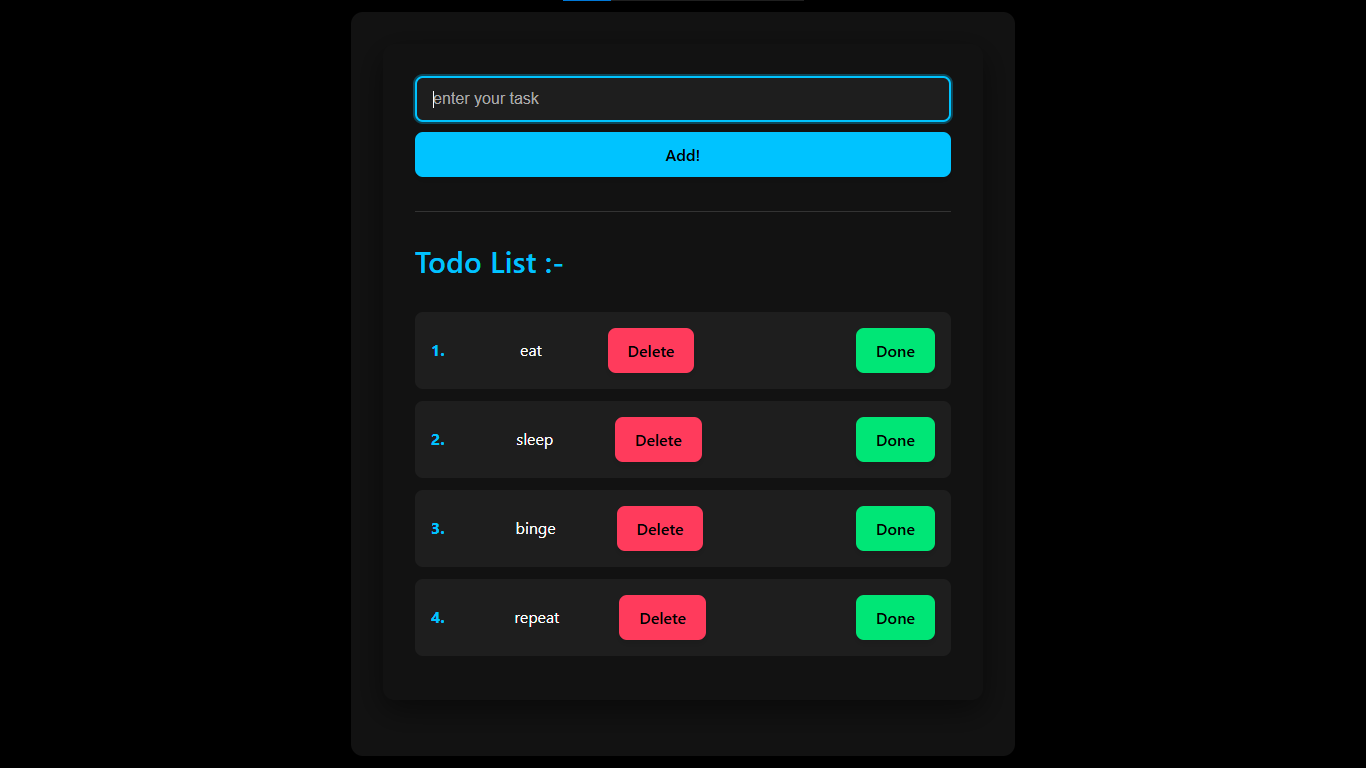 enter your task
Add!
Todo List :-
1. eat Delete Done
2. sleep Delete Done
3. binge Delete Done
4. repeat Delete Done